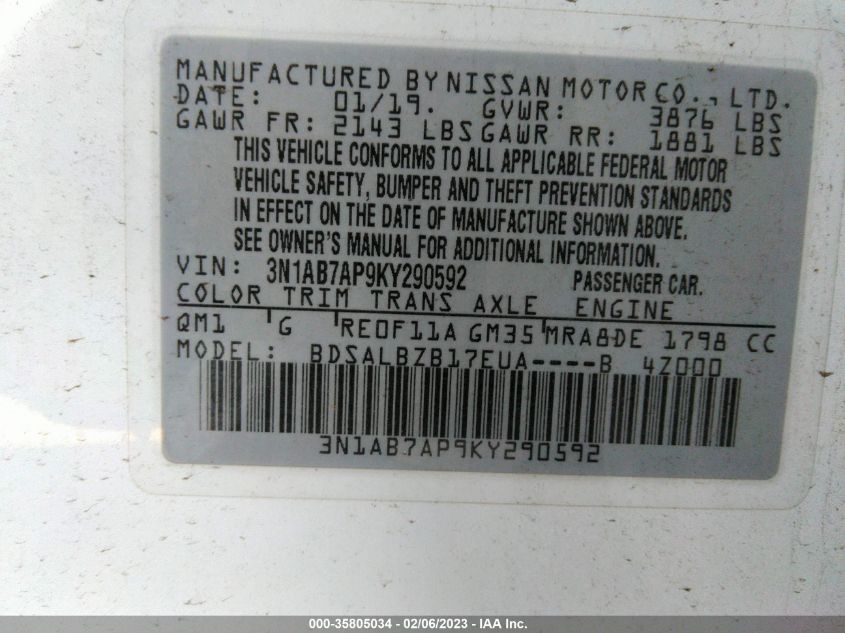 MANUFACTURED BY NISSAN MOTOR CO., LTD.
DATE: 01/19. GVWR: 3876 LBS
GAWR FR: 2143 LBS GAWR RR: 1881 LBS
THIS VEHICLE CONFORMS TO ALL APPLICABLE FEDERAL MOTOR
VEHICLE SAFETY, BUMPER AND THEFT PREVENTION STANDARDS
IN EFFECT ON THE DATE OF MANUFACTURE SHOWN ABOVE.
SEE OWNER'S MANUAL FOR ADDITIONAL INFORMATION.
VIN: 3N1AB7AP9KY290592 PASSENGER CAR.
COLOR TRIM TRANS AXLE ENGINE
QM1 G RE0F11A GM35 MRA8DE 1798 CC
MODEL: BDSALBZB17EUA----B 4Z000
3N1AB7AP9KY290592
000-35805034 - 02/06/2023 - IAA Inc.